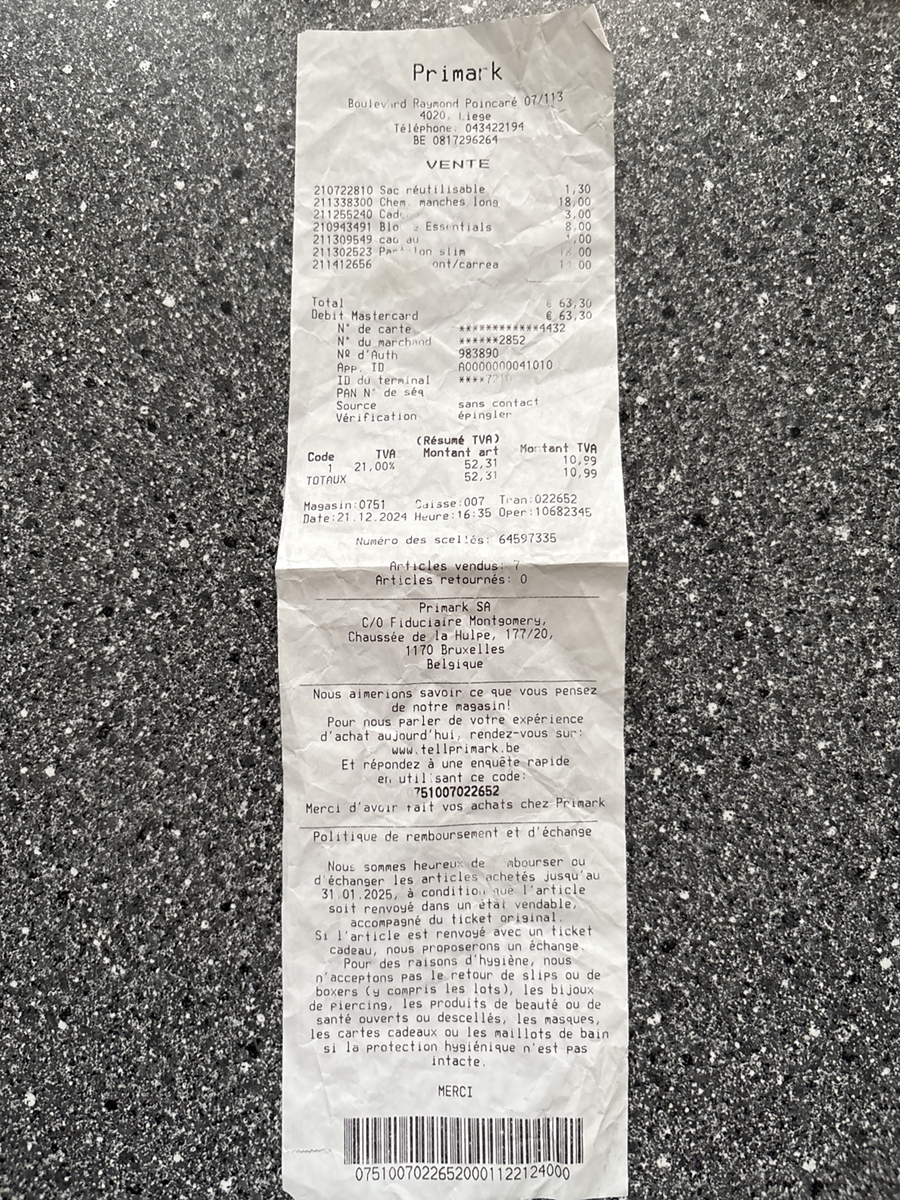 Primark
Boulevard Raymond Poincaré 07/113
4020, Liege
Téléphone: 043422194
BE 0817296264
VENTE
210722810 Sac réutilisable 1,30
211338300 Chem. manches long 18,00
211255240 3,00
210943491 Essentials 8,00
211309549
211302523 slim
211412656 ont/carrea
Total € 63,30
Debit Mastercard € 63,30
N° de carte ************4432
N° du marchand ******2852
Nº d'Auth 983890
App. ID A0000000041010
ID du terminal
PAN N° de séq
Source sans contact
Vérification épingler
(Résumé TVA)
Code TVA Montant art Montant TVA
1 21,00% 52,31 10,99
TOTAUX 52,31 10,99
Magasin:0751 Caisse:007 Tran:022652
Date:21.12.2024 Heure:16:35 Oper:10682345
Numéro des scellés: 64597335
Articles vendus: 7
Articles retournés: 0
Primark SA
C/O Fiduciaire Montgomery,
Chaussée de la Hulpe, 177/20,
1170 Bruxelles
Belgique
Nous aimerions savoir ce que vous pensez
de notre magasin!
Pour nous parler de votre expérience
d'achat aujourd'hui, rendez-vous sur:
www.tellprimark.be
Et répondez à une enquête rapide
en utilisant ce code:
751007022652
Merci d'avoir fait vos achats chez Primark
Politique de remboursement et d'échange
Nous sommes heureux de rembourser ou
d'échanger les articles achetés jusqu'au
31.01.2025, à condition que l'article
soit renvoyé dans un état vendable,
accompagné du ticket original.
Si l'article est renvoyé avec un ticket
cadeau, nous proposerons un échange.
Pour des raisons d'hygiène, nous
n'acceptons pas le retour de slips ou de
boxers (y compris les lots), les bijoux
de piercing, les produits de beauté ou de
santé ouverts ou descellés, les masques,
les cartes cadeaux ou les maillots de bain
si la protection hygiénique n'est pas
intacte.
MERCI
07510070226520001122124000